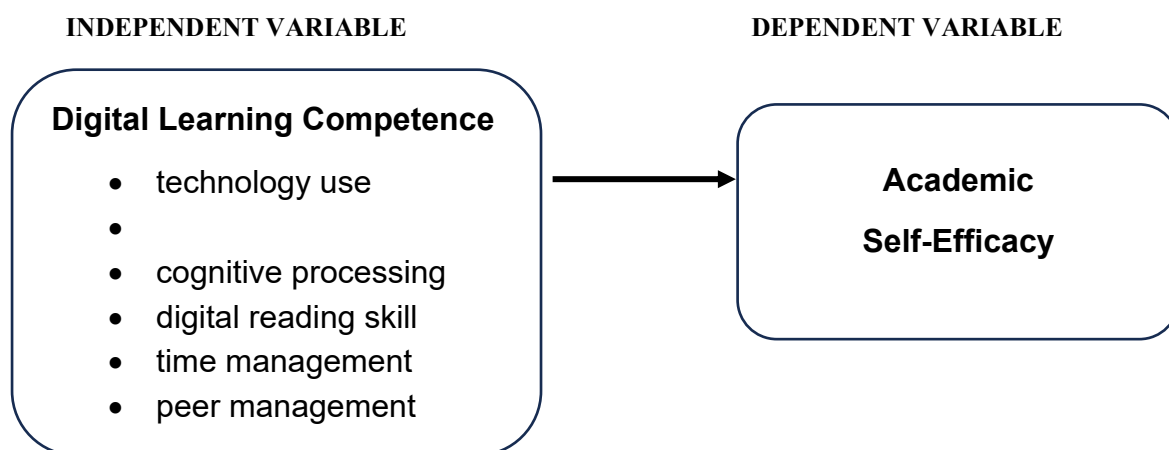 INDEPENDENT VARIABLE
DEPENDENT VARIABLE
Digital Learning Competence
• technology use
•
• cognitive processing
• digital reading skill
• time management
• peer management
Academic
Self-Efficacy